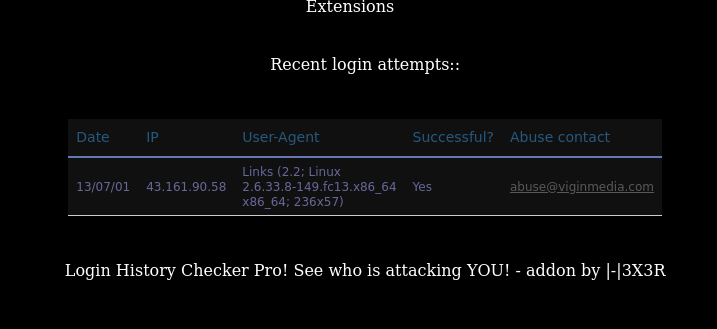 Extensions
Recent login attempts::
Date IP User-Agent Successful? Abuse contact
Links (2.2; Linux
13/07/01 43.161.90.58 2.6.33.8-149.fc13.x86_64 Yes abuse@viginmedia.com
x86_64; 236x57)
Login History Checker Pro! See who is attacking YOU! - addon by |-|3X3R